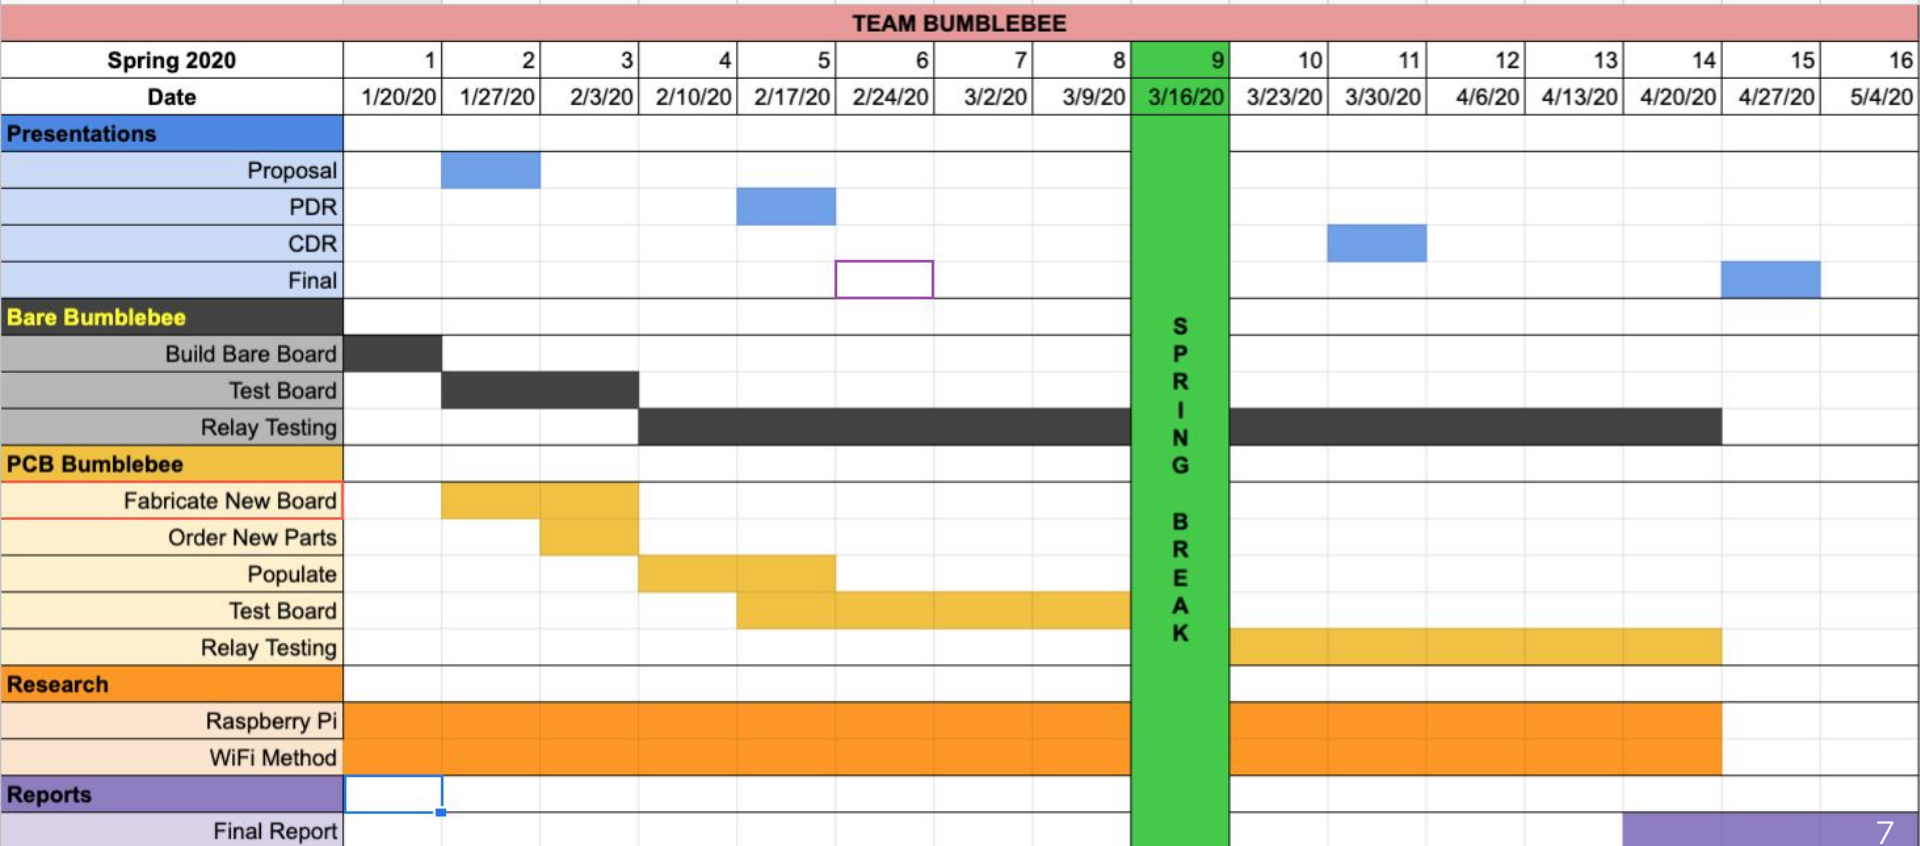 TEAM BUMBLEBEE
Spring 2020 1 2 3 4 5 6 7 8 9 10 11 12 13 14 15 16
Date 1/20/20 1/27/20 2/3/20 2/10/20 2/17/20 2/24/20 3/2/20 3/9/20 3/16/20 3/23/20 3/30/20 4/6/20 4/13/20 4/20/20 4/27/20 5/4/20
Presentations
Proposal
PDR
CDR
Final
Bare Bumblebee
Build Bare Board
Test Board
Relay Testing
PCB Bumblebee
Fabricate New Board
Order New Parts
Populate
Test Board
Relay Testing
Research
Raspberry Pi
WiFi Method
Reports
Final Report
SPRING BREAK
7